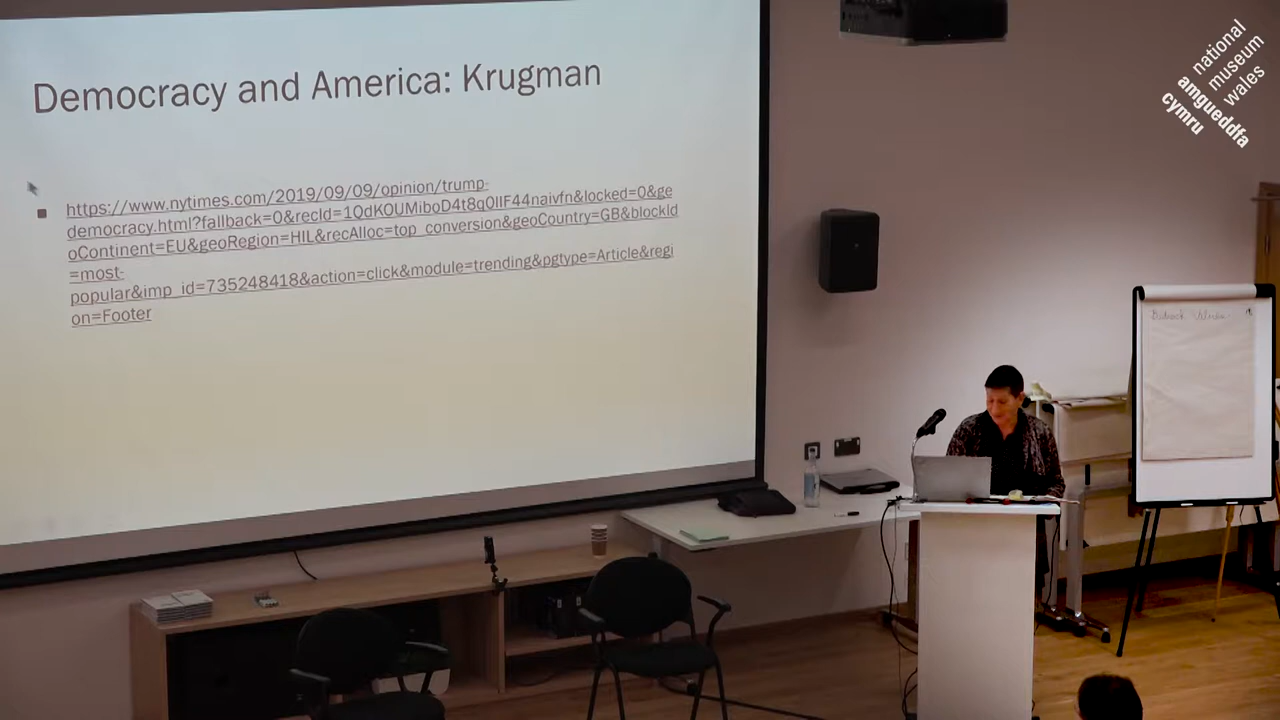 Democracy and America: Krugman
https://www.nytimes.com/2019/09/09/opinion/trump-
democracy.html?fallback=0&recId=1QdKOUMiboD4t8qQIIF44naivfn&locked=0&ge
oContinent=EU&geoRegion=HIL&recAlloc=top_conversion&geoCountry=GB&blockId
=most-
popular&imp_id=735248418&action=click&module=trending&pgtype=Article&regi
on=Footer
national
museum
wales
amgueddfa
cymru